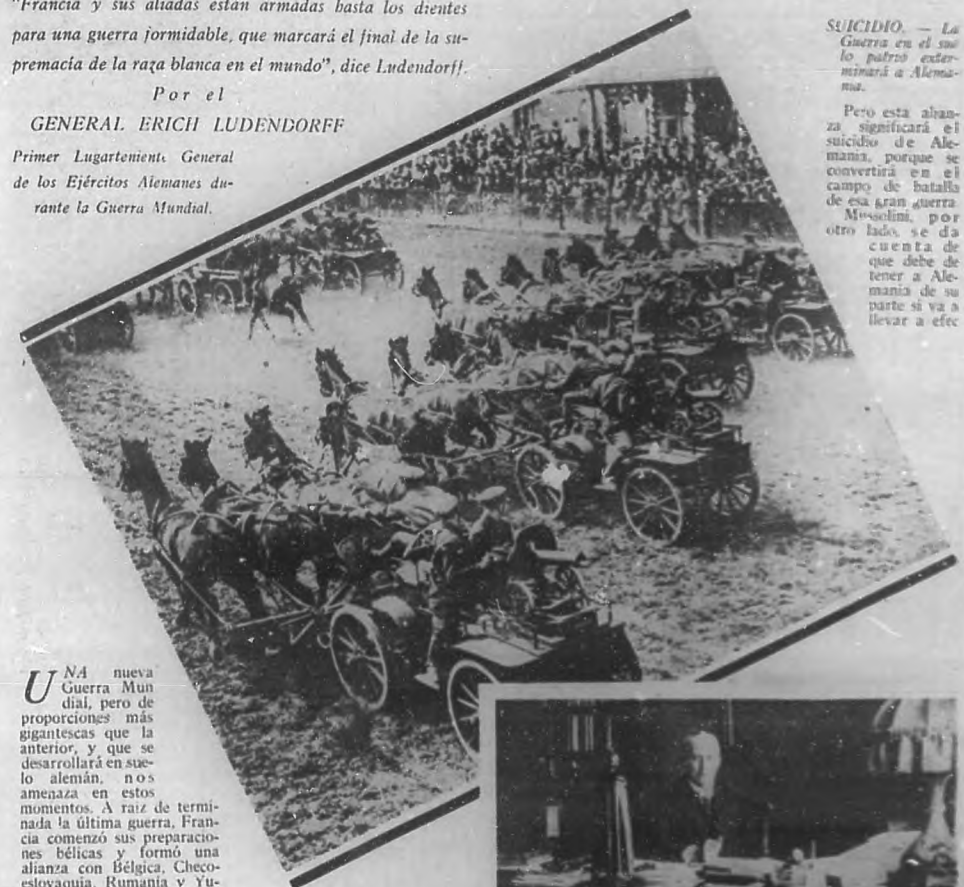 "Francia y sus aliadas están armadas hasta los dientes
para una guerra formidable, que marcará el final de la su-
premacía de la raza blanca en el mundo", dice Ludendorff.
Por el
GENERAL ERICH LUDENDORFF
Primer Lugarteniente General
de los Ejércitos Alemanes du-
rante la Guerra Mundial.
UNA nueva
Guerra Mun
dial, pero de
proporciones más
gigantescas que la
anterior, y que se
desarrollará en sue-
lo alemán, nos
amenaza en estos
momentos. A raiz de termi-
nada la última guerra, Fran-
cia comenzó sus preparacio-
nes bélicas y formó una
alianza con Bélgica, Checo-
eslovaquia, Rumania y Yu-
SUICIDIO. — La
Guerra en el sue
lo patrio exter-
minará a Alema-
nia.
Pero esta alian-
za significará el
suicidio de Ale-
mania, porque se
convertirá en el
campo de batalla
de esa gran guerra.
Mussolini, por
otro lado, se da
cuenta de
que debe de
tener a Ale-
mania de su
parte si va a
llevar a efec